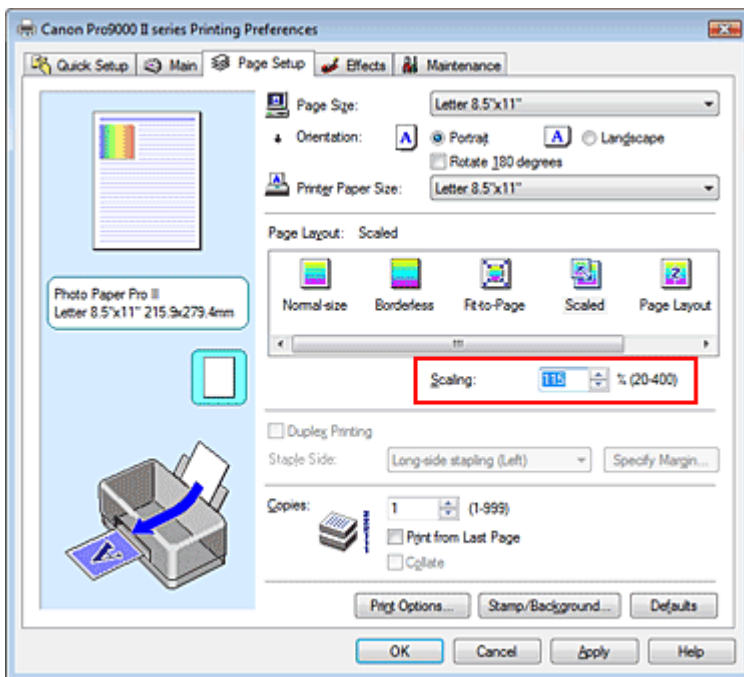 Canon Pro9000 II series Printing Preferences
Quick Setup Main Page Setup Effects Maintenance
Page Size: Letter 8.5"x11"
Orientation: A Portrait A Landscape
Rotate 180 degrees
Printer Paper Size: Letter 8.5"x11"
Page Layout: Scaled
Normal-size Borderless Fit-to-Page Scaled Page Layout
Photo Paper Pro II
Letter 8.5"x11" 215.9x279.4mm
Scaling: 115 % (20-400)
Duplex Printing
Staple Side: Long-side stapling (Left) Specify Margin...
Copies: 1 (1-999)
Print from Last Page
Collate
A
Print Options... Stamp/Background... Defaults
OK Cancel Apply Help